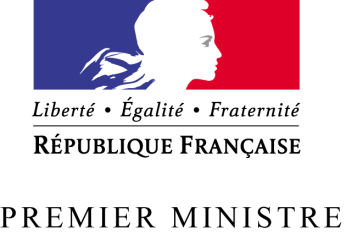 Liberté • Égalité • Fraternité
RÉPUBLIQUE FRANÇAISE
PREMIER MINISTRE